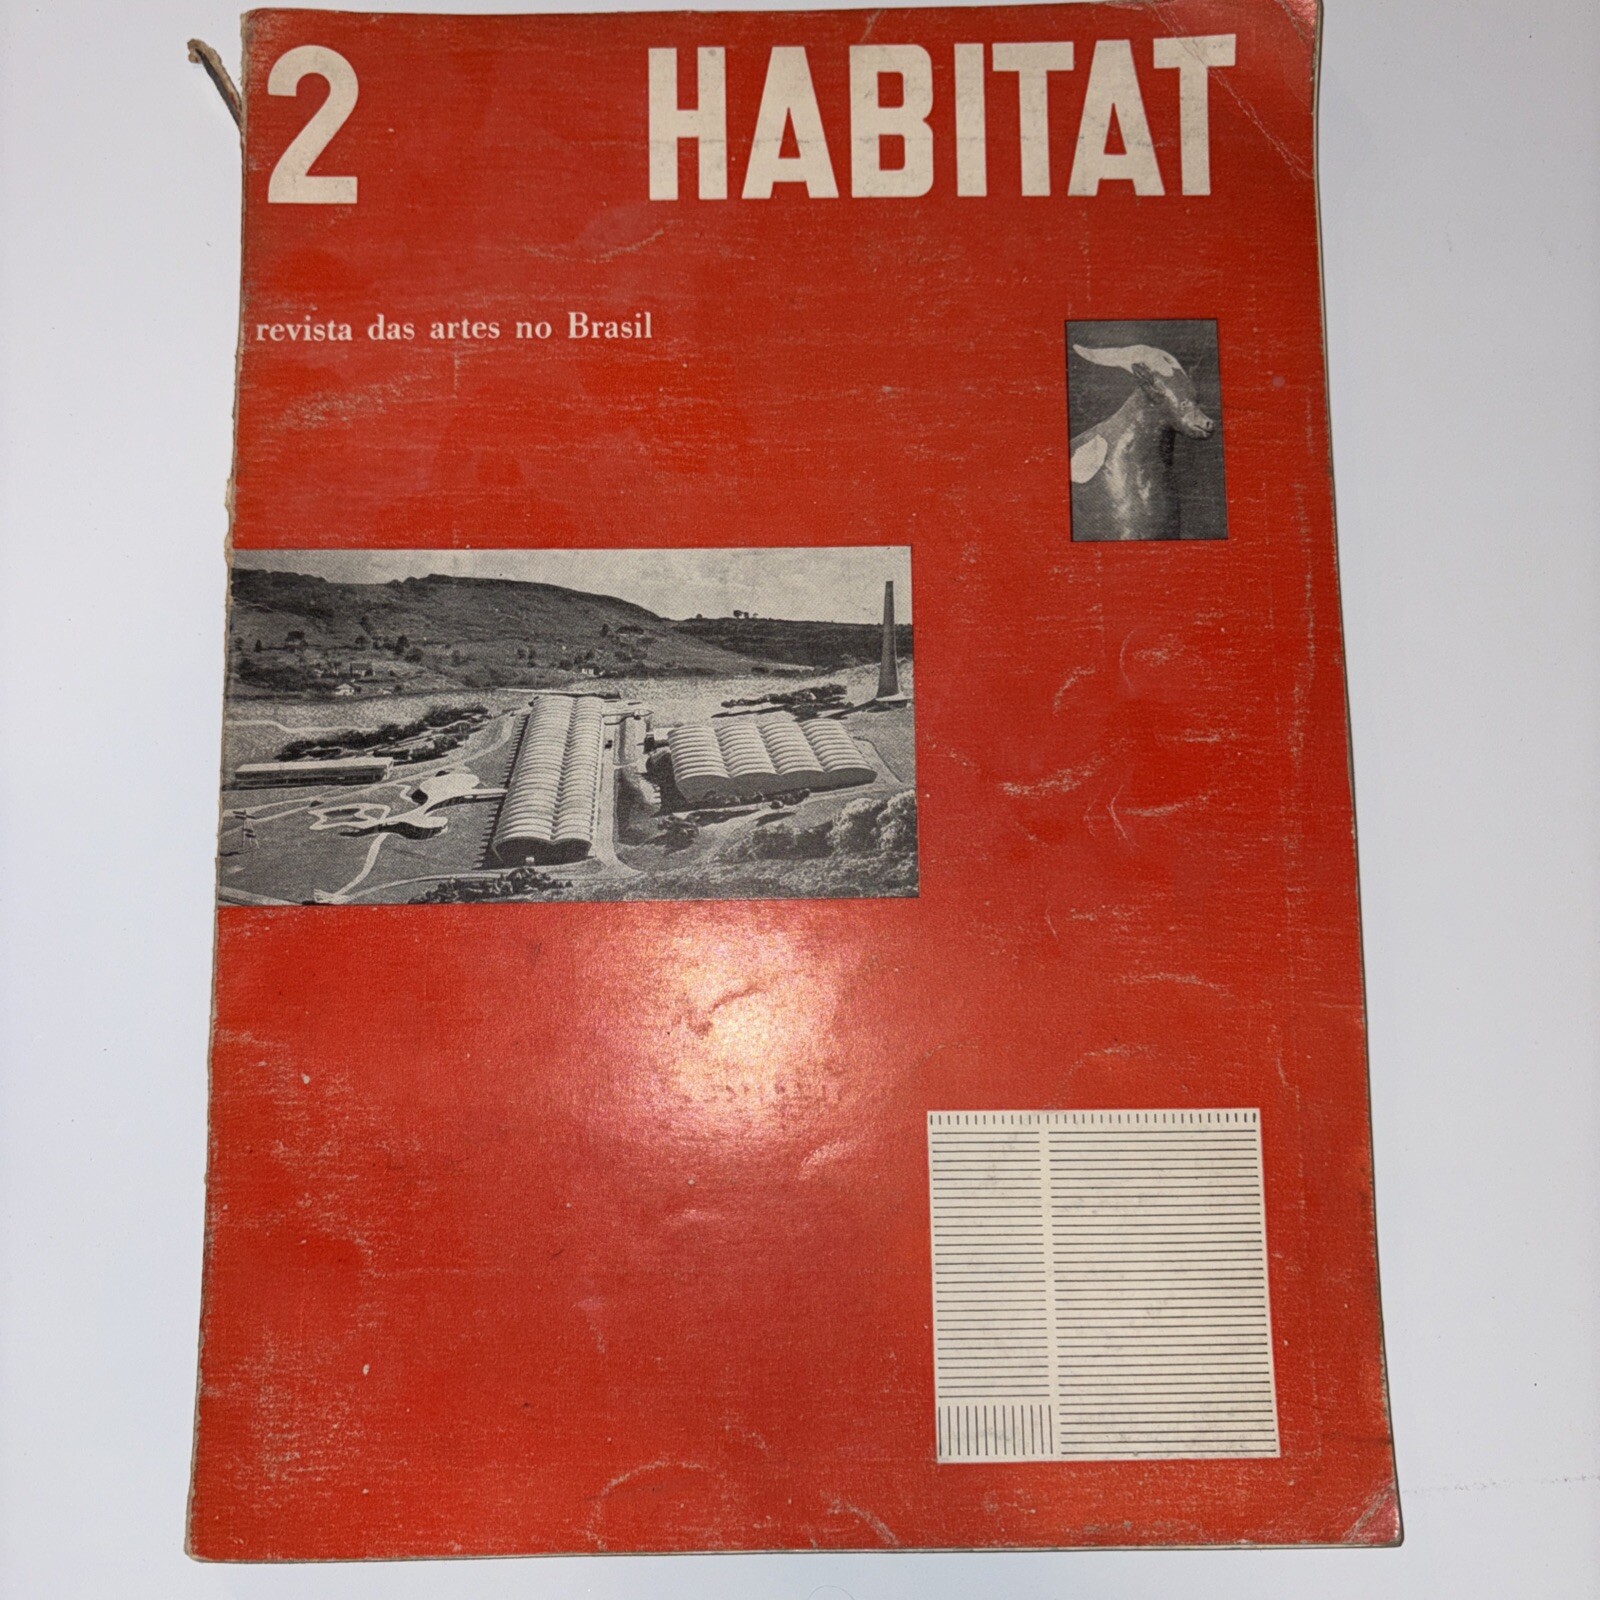 2 HABITAT
revista das artes no Brasil